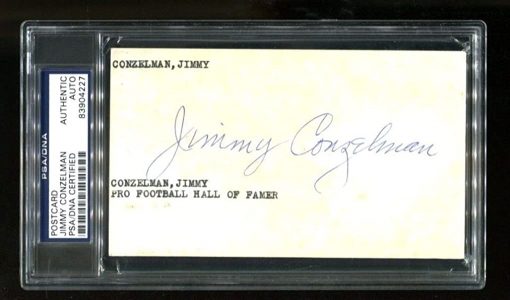 CONZELMAN,JIMMY
Jimmy Conzelman
CONZELMAN,JIMMY
PRO FOOTBALL HALL OF FAMER
PSA/DNA
POSTCARD AUTHENTIC
JIMMY CONZELMAN AUTO
PSA/DNA CERTIFIED 83904227